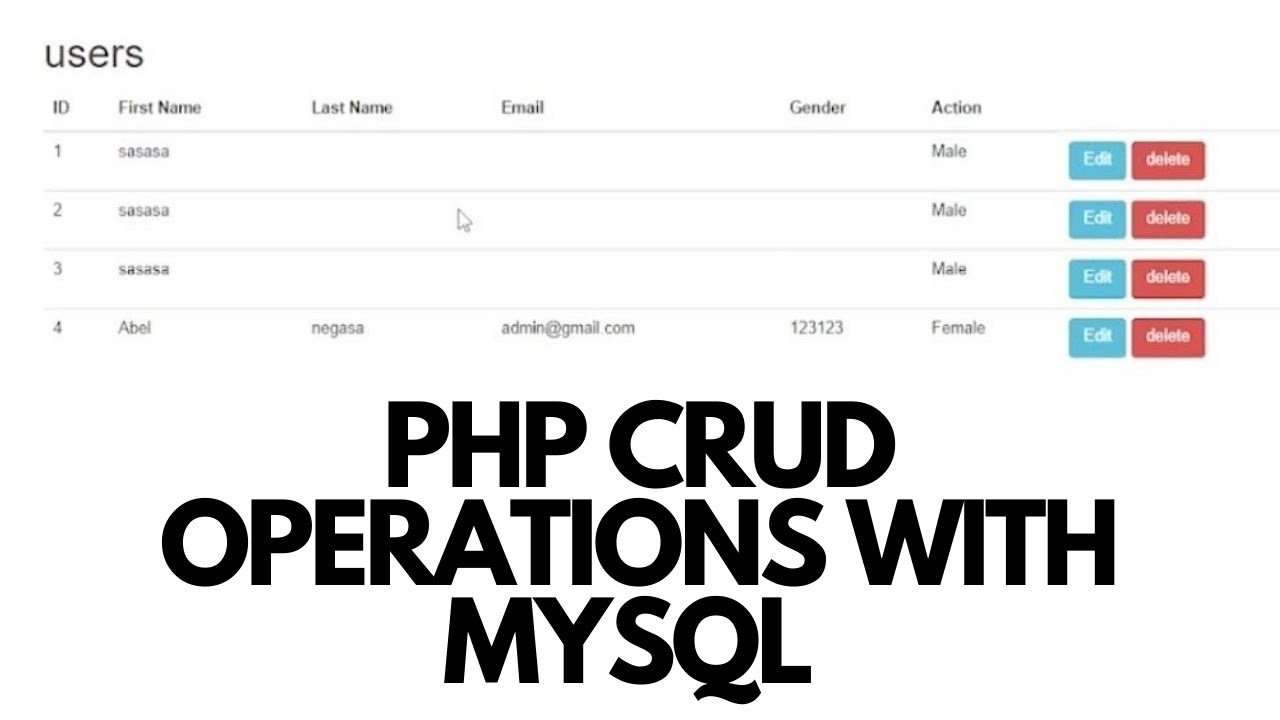 users
ID First Name Last Name Email Gender Action
1 sasasa Male Edit delete
2 sasasa Male Edit delete
3 sasasa Male Edit delete
4 Abel negasa admin@gmail.com 123123 Female Edit delete
PHP CRUD
OPERATIONS WITH
MYSQL